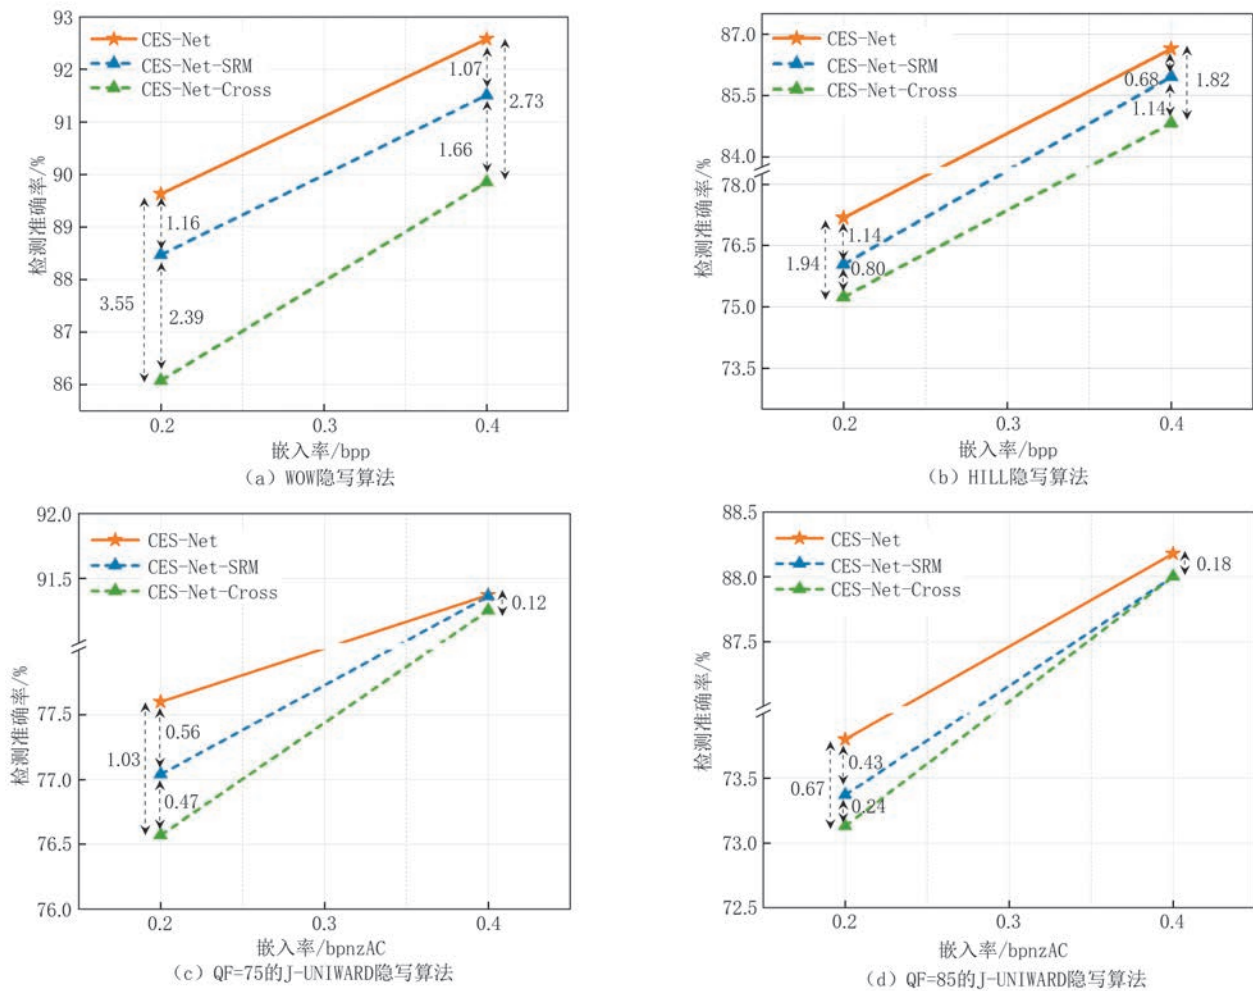 93
92
91
90
89
88
87
86
检测准确率/%
CES-Net
CES-Net-SRM
CES-Net-Cross
1.07
2.73
1.66
1.16
3.55
2.39
0.2
0.3
0.4
嵌入率/bpp
（a）WOW隐写算法
87.0
85.5
84.0
78.0
76.5
75.0
73.5
检测准确率/%
CES-Net
CES-Net-SRM
CES-Net-Cross
0.68
1.82
1.14
1.14
1.94
0.80
0.2
0.3
0.4
嵌入率/bpp
（b）HILL隐写算法
92.0
91.5
77.5
77.0
76.5
76.0
检测准确率/%
CES-Net
CES-Net-SRM
CES-Net-Cross
0.12
0.56
1.03
0.47
0.2
0.3
0.4
嵌入率/bpnzAC
（c）QF=75的J-UNIWARD隐写算法
88.5
88.0
87.5
73.5
73.0
72.5
检测准确率/%
CES-Net
CES-Net-SRM
CES-Net-Cross
0.18
0.43
0.67
0.24
0.2
0.3
0.4
嵌入率/bpnzAC
（d）QF=85的J-UNIWARD隐写算法